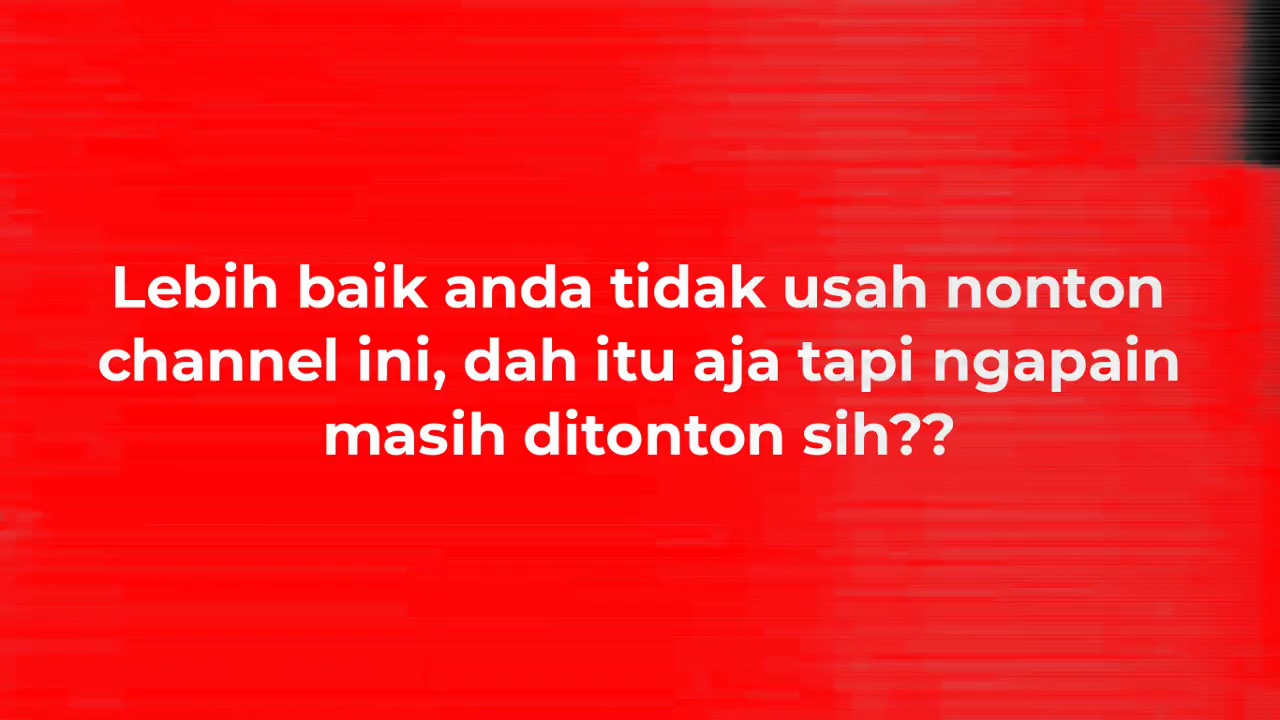 Lebih baik anda tidak usah nonton
channel ini, dah itu aja tapi ngapain
masih ditonton sih??